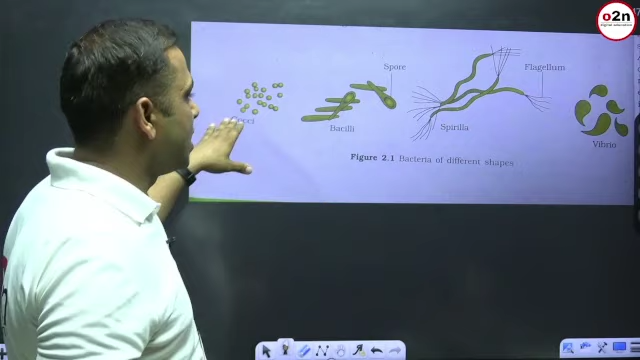 o2n
Spore
Flagellum
Bacilli
Spirilla
Vibrio
Figure 2.1 Bacteria of different shapes